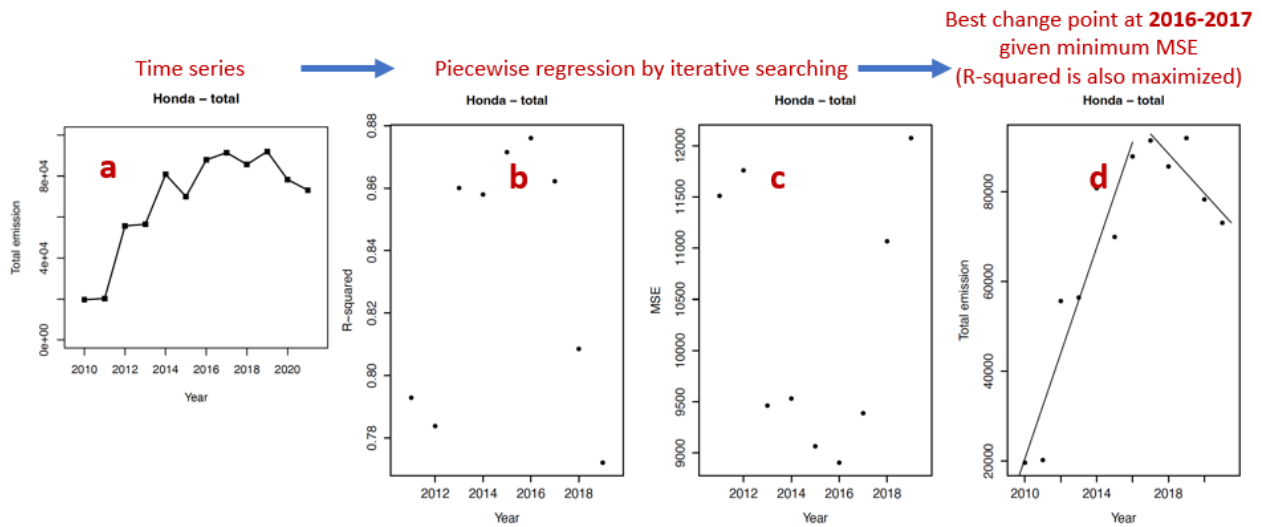 Time series
Piecewise regression by iterative searching
Best change point at 2016-2017
given minimum MSE
(R-squared is also maximized)
Honda – total
a
Total emission
0e+00
4e+04
8e+04
2010
2012
2014
2016
2018
2020
Year
Honda – total
b
R-squared
0.78
0.80
0.82
0.84
0.86
0.88
2012
2014
2016
2018
Year
Honda – total
c
MSE
9000
9500
10000
10500
11000
11500
12000
2012
2014
2016
2018
Year
Honda – total
d
Total emission
20000
40000
60000
80000
2010
2014
2018
Year